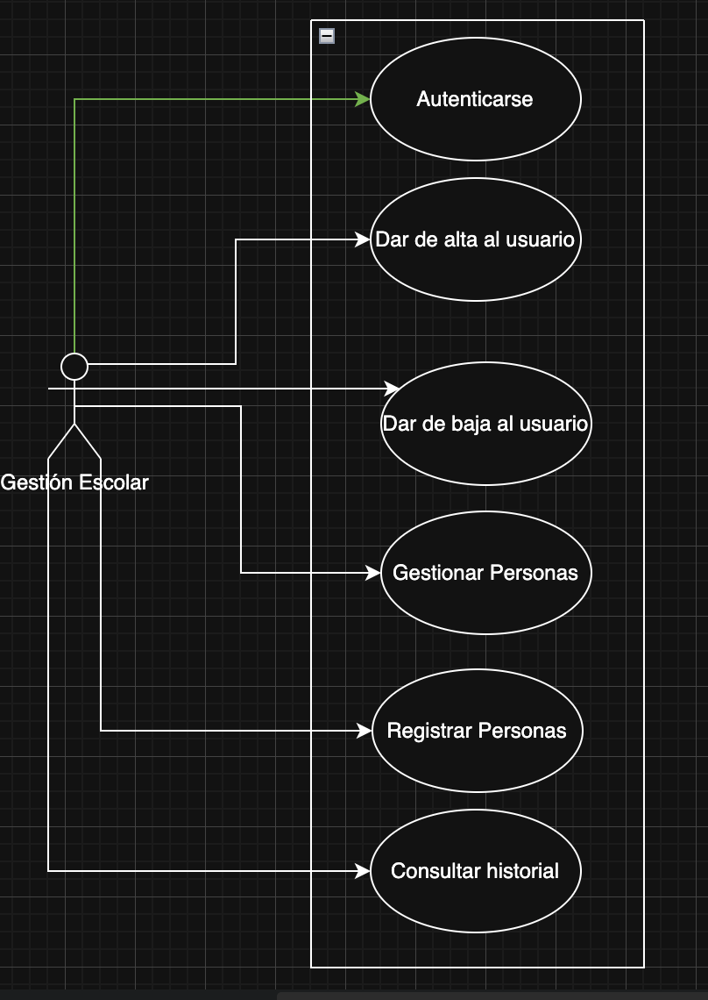 Autenticarse
Dar de alta al usuario
Dar de baja al usuario
Gestión Escolar
Gestionar Personas
Registrar Personas
Consultar historial